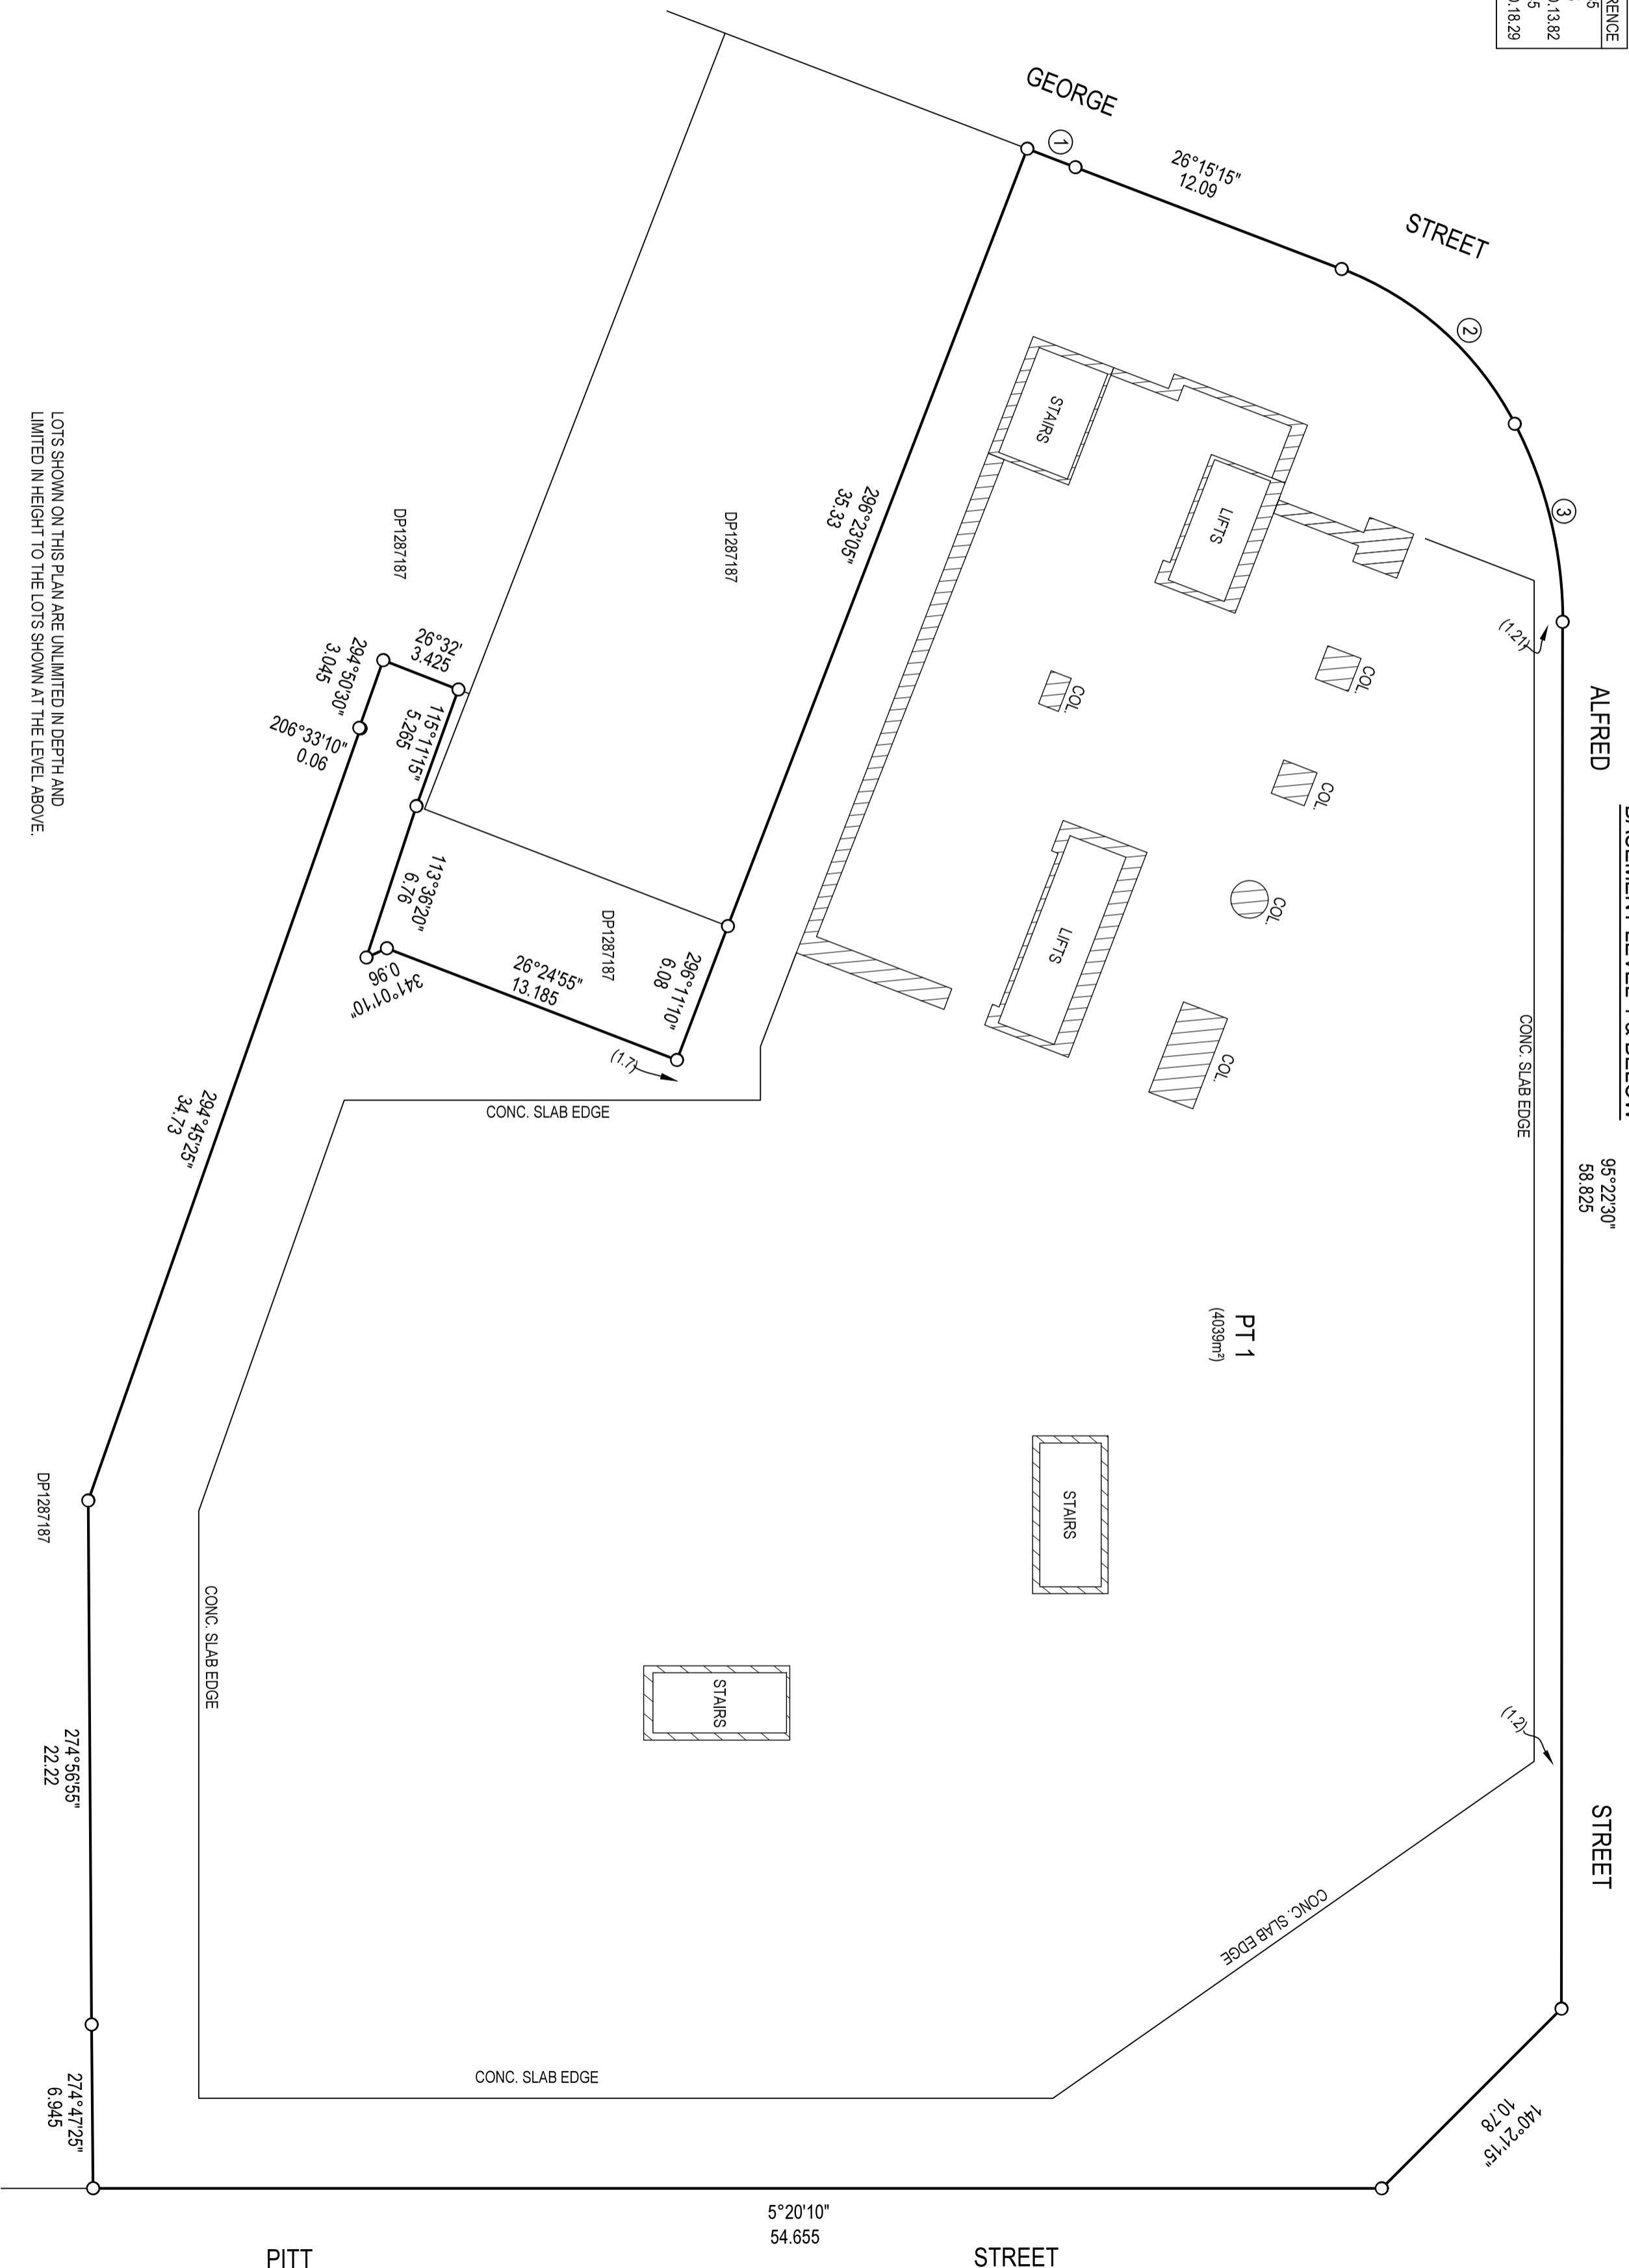 RENCE
.13.82
.18.29
GEORGE
STREET
1
26°15'15"
12.09
2
3
ALFRED
STREET
95°22'30"
58.825
(1.21)
(1.2)
CONC. SLAB EDGE
CONC. SLAB EDGE
140°21'15"
10.78
STAIRS
LIFTS
COL.
COL.
COL.
COL.
COL.
LIFTS
PT 1
(4039m²)
STAIRS
STAIRS
296°23'05"
35.33
DP1287187
DP1287187
DP1287187
296°11'10"
6.08
(1.7)
26°24'55"
13.185
341°01'10"
0.96
113°36'20"
6.76
115°11'15"
5.265
26°32'
3.425
294°50'30"
3.045
206°33'10"
0.06
294°45'25"
34.73
CONC. SLAB EDGE
CONC. SLAB EDGE
CONC. SLAB EDGE
DP1287187
274°56'55"
22.22
274°47'25"
6.945
5°20'10"
54.655
PITT
STREET
LOTS SHOWN ON THIS PLAN ARE UNLIMITED IN DEPTH AND
LIMITED IN HEIGHT TO THE LOTS SHOWN AT THE LEVEL ABOVE.